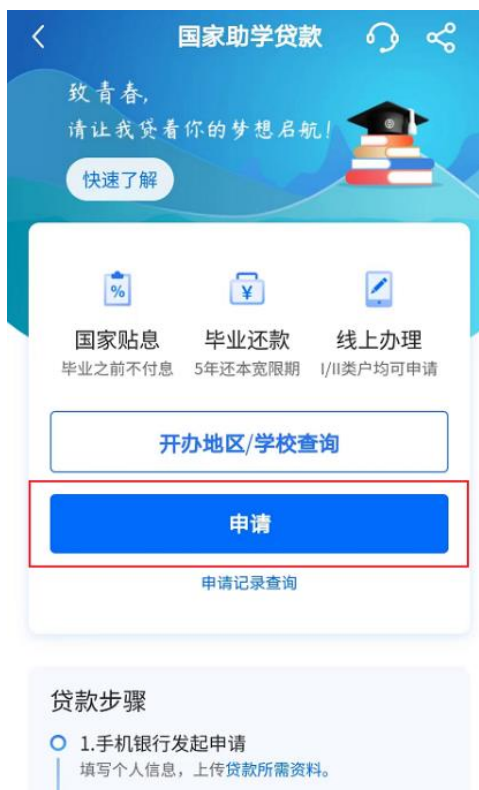 国家助学贷款
致青春,
请让我贷着你的梦想启航!
快速了解
%
¥
国家贴息 毕业还款 线上办理
毕业之前不付息 5年还本宽限期 I/II类户均可申请
开办地区/学校查询
申请
申请记录查询
贷款步骤
1.手机银行发起申请
填写个人信息，上传贷款所需资料。